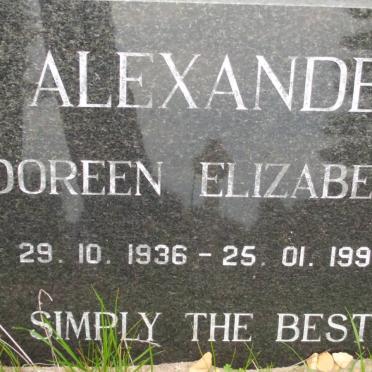 ALEXANDE
DOREEN ELIZABE
29. 10. 1936 - 25. 01. 199
SIMPLY THE BEST